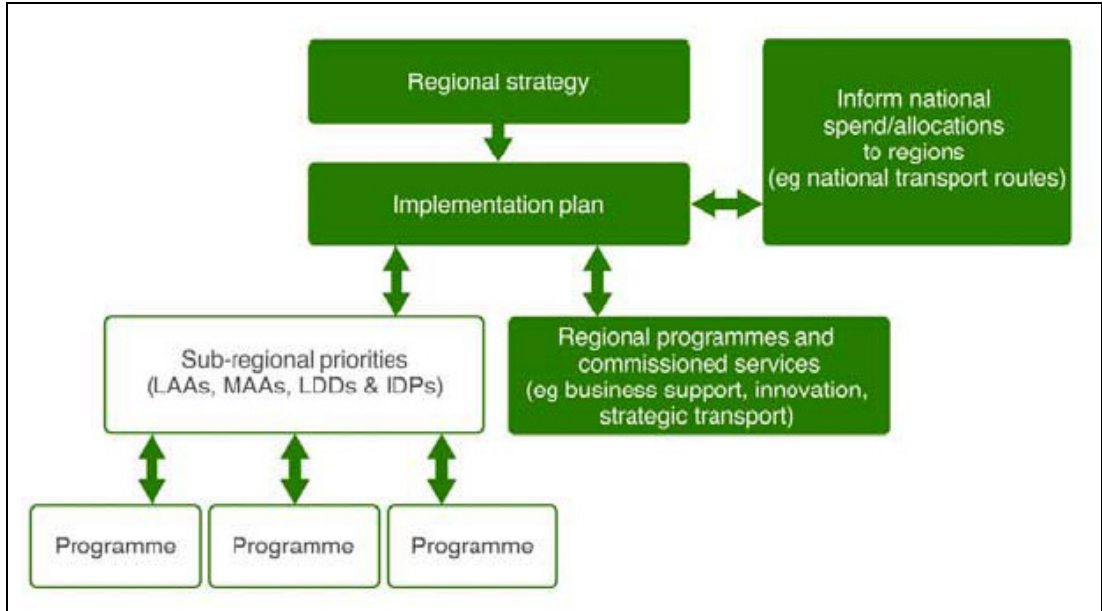 Regional strategy
Inform national
spend/allocations
to regions
(eg national transport routes)
Implementation plan
Sub-regional priorities
(LAAs, MAAs, LDDs & IDPs)
Regional programmes and
commissioned services
(eg business support, innovation,
strategic transport)
Programme
Programme
Programme